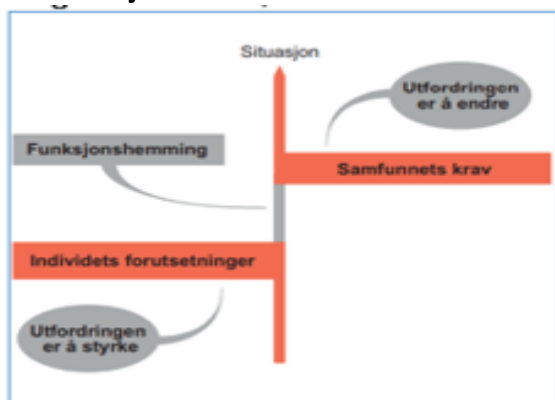 Situasjon
Utfordringen
er å endre
Funksjonshemming
Samfunnets krav
Individets forutsetninger
Utfordringen
er å styrke